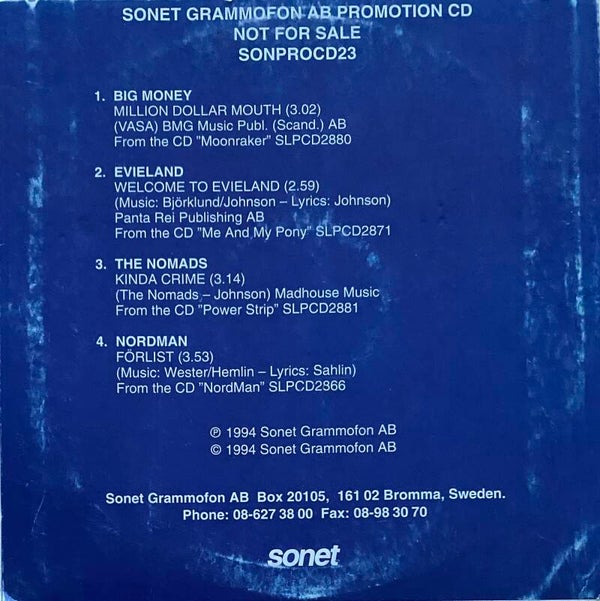 SONET GRAMMOFON AB PROMOTION CD
NOT FOR SALE
SONPROCD23
1. BIG MONEY
MILLION DOLLAR MOUTH (3.02)
(VASA) BMG Music Publ. (Scand.) AB
From the CD ”Moonraker” SLPCD2880
2. EVIELAND
WELCOME TO EVIELAND (2.59)
(Music: Björklund/Johnson – Lyrics: Johnson)
Panta Rei Publishing AB
From the CD ”Me And My Pony” SLPCD2871
3. THE NOMADS
KINDA CRIME (3.14)
(The Nomads – Johnson) Madhouse Music
From the CD ”Power Strip” SLPCD2881
4. NORDMAN
FÖRLIST (3.53)
(Music: Wester/Hemlin – Lyrics: Sahlin)
From the CD ”NordMan” SLPCD2866
℗ 1994 Sonet Grammofon AB
© 1994 Sonet Grammofon AB
Sonet Grammofon AB Box 20105, 161 02 Bromma, Sweden.
Phone: 08-627 38 00 Fax: 08-98 30 70
sonet